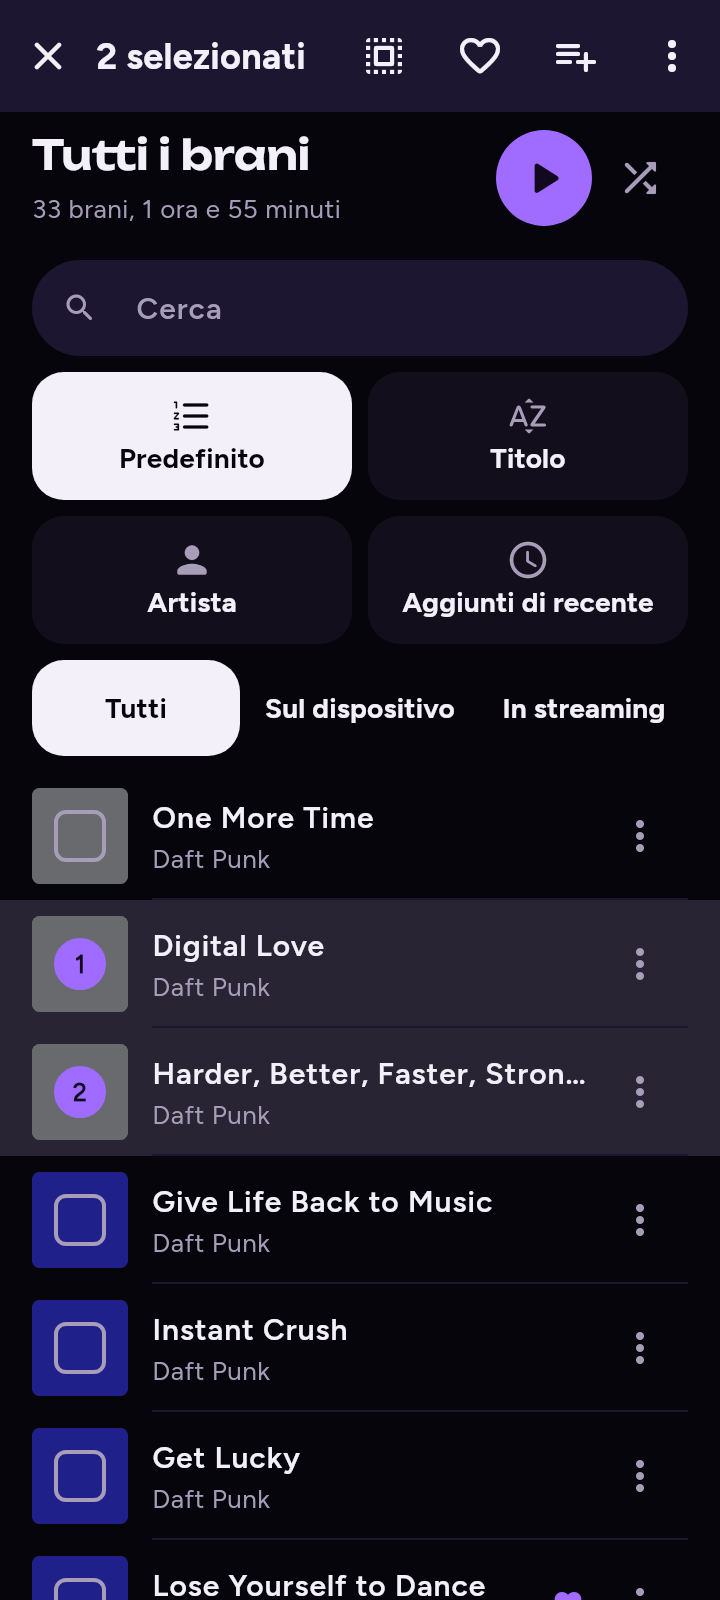 2 selezionati
Tutti i brani
33 brani, 1 ora e 55 minuti
Cerca
Predefinito
Titolo
Artista
Aggiunti di recente
Tutti
Sul dispositivo
In streaming
One More Time
Daft Punk
1
Digital Love
Daft Punk
2
Harder, Better, Faster, Stron...
Daft Punk
Give Life Back to Music
Daft Punk
Instant Crush
Daft Punk
Get Lucky
Daft Punk
Lose Yourself to Dance